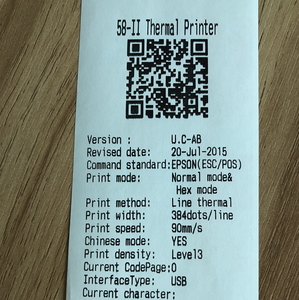 58-II Thermal Printer
Version : U.C-AB
Revised date: 20-Jul-2015
Command standard:EPSON(ESC/POS)
Print mode: Normal mode&
Hex mode
Print method: Line thermal
Print width: 384dots/line
Print speed: 90mm/s
Chinese mode: YES
Print density: Level3
Current CodePage:0
InterfaceType: USB
Current character: